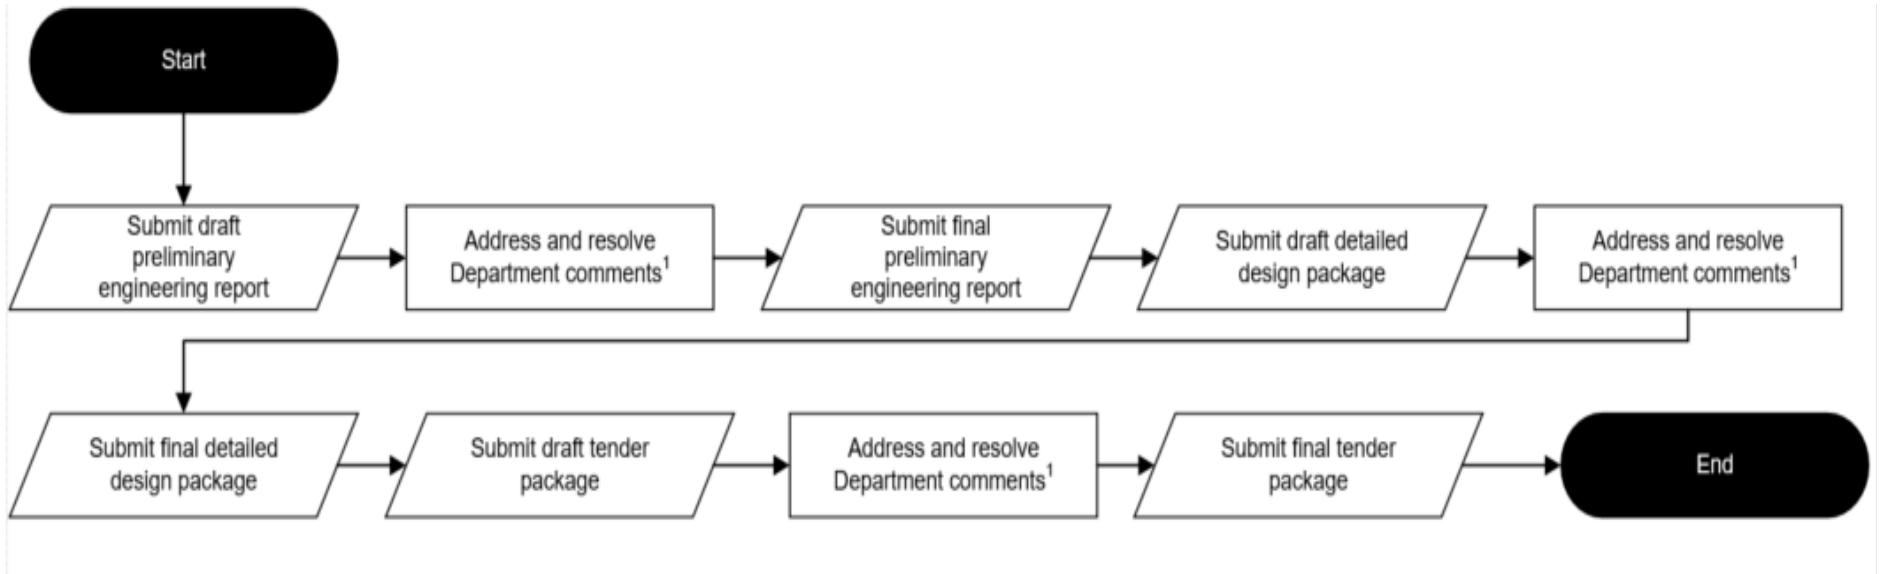 Start
Submit draft
preliminary
engineering report
Address and resolve
Department comments¹
Submit final
preliminary
engineering report
Submit draft detailed
design package
Address and resolve
Department comments¹
Submit final detailed
design package
Submit draft tender
package
Address and resolve
Department comments¹
Submit final tender
package
End